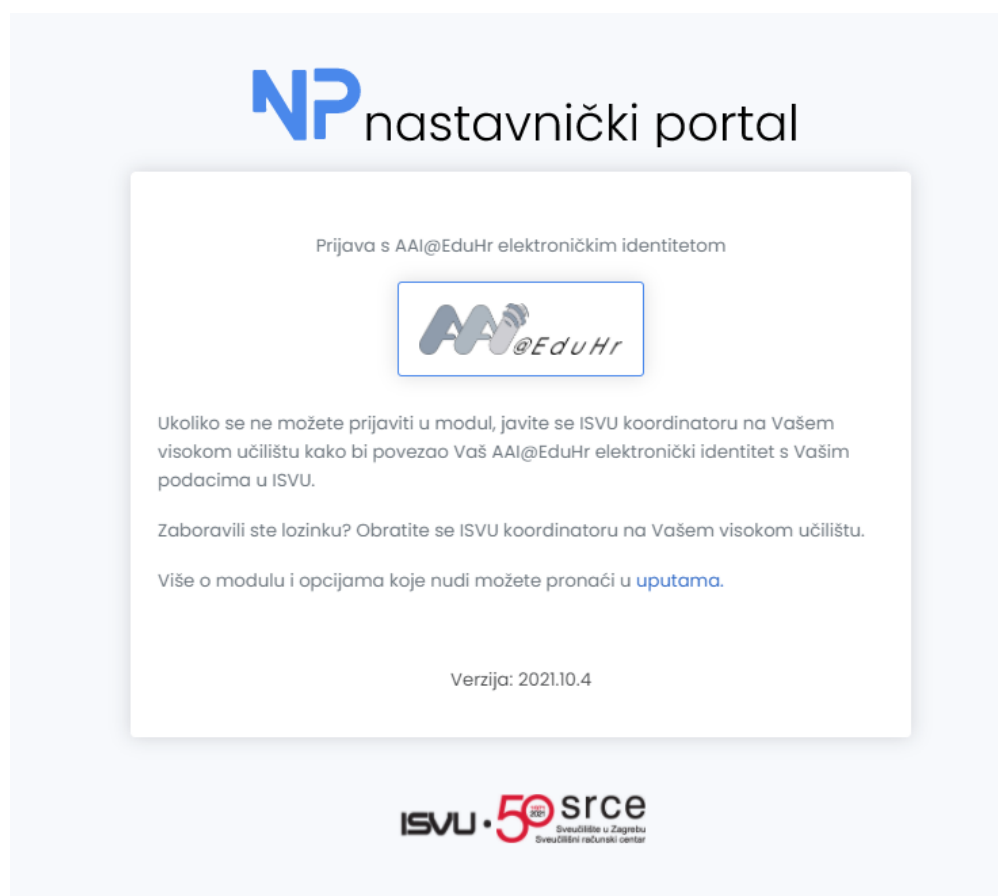 NP nastavnički portal
Prijava s AAI@EduHr elektroničkim identitetom
AAI@EduHr
Ukoliko se ne možete prijaviti u modul, javite se ISVU koordinatoru na Vašem
visokom učilištu kako bi povezao Vaš AAI@EduHr elektronički identitet s Vašim
podacima u ISVU.
Zaboravili ste lozinku? Obratite se ISVU koordinatoru na Vašem visokom učilištu.
Više o modulu i opcijama koje nudi možete pronaći u uputama.
Verzija: 2021.10.4
ISVU · 50 1971 2021 srce
Sveučilište u Zagrebu
Sveučilišni računski centar